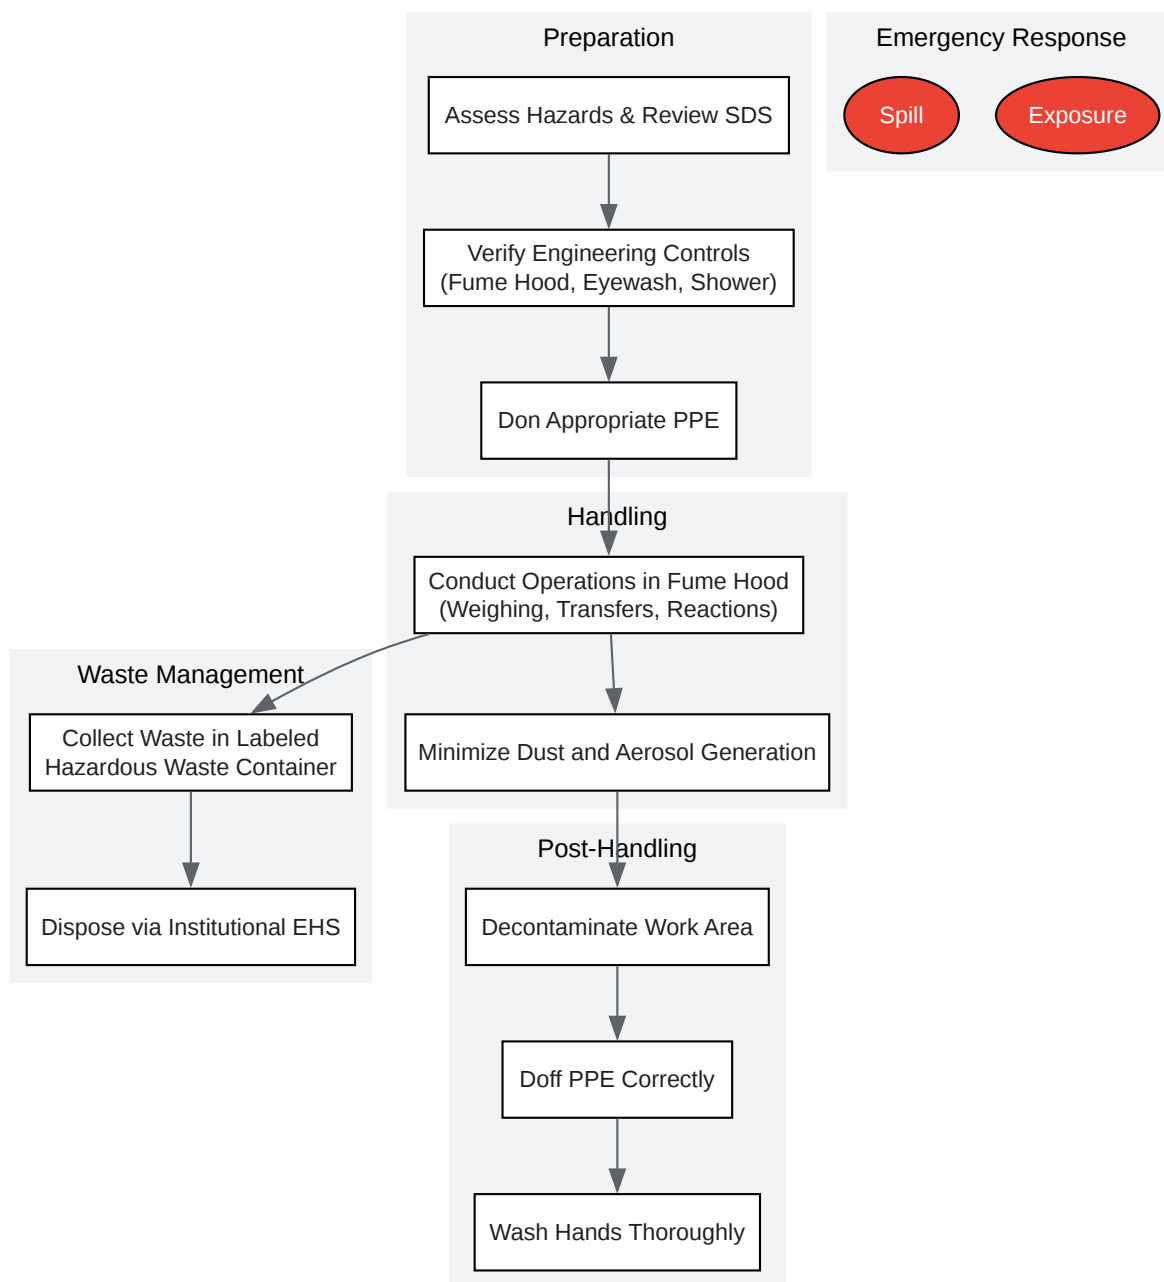 Preparation
Assess Hazards & Review SDS
Verify Engineering Controls
(Fume Hood, Eyewash, Shower)
Don Appropriate PPE
Emergency Response
Spill
Exposure
Handling
Conduct Operations in Fume Hood
(Weighing, Transfers, Reactions)
Minimize Dust and Aerosol Generation
Waste Management
Collect Waste in Labeled
Hazardous Waste Container
Dispose via Institutional EHS
Post-Handling
Decontaminate Work Area
Doff PPE Correctly
Wash Hands Thoroughly